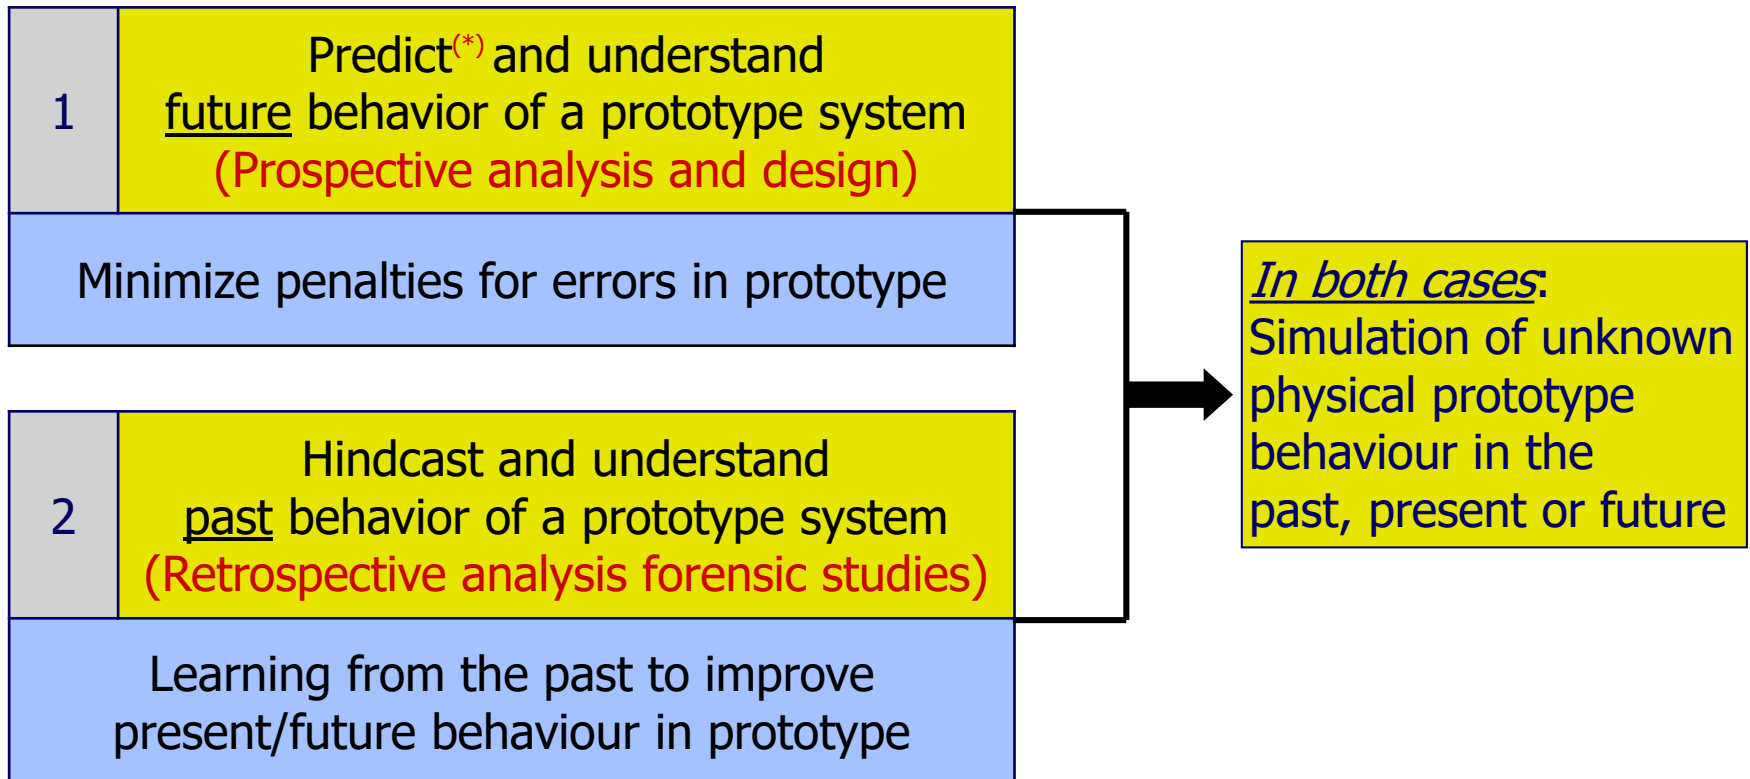 1
Predict(*) and understand
future behavior of a prototype system
(Prospective analysis and design)
Minimize penalties for errors in prototype
2
Hindcast and understand
past behavior of a prototype system
(Retrospective analysis forensic studies)
Learning from the past to improve
present/future behaviour in prototype
In both cases:
Simulation of unknown
physical prototype
behaviour in the
past, present or future